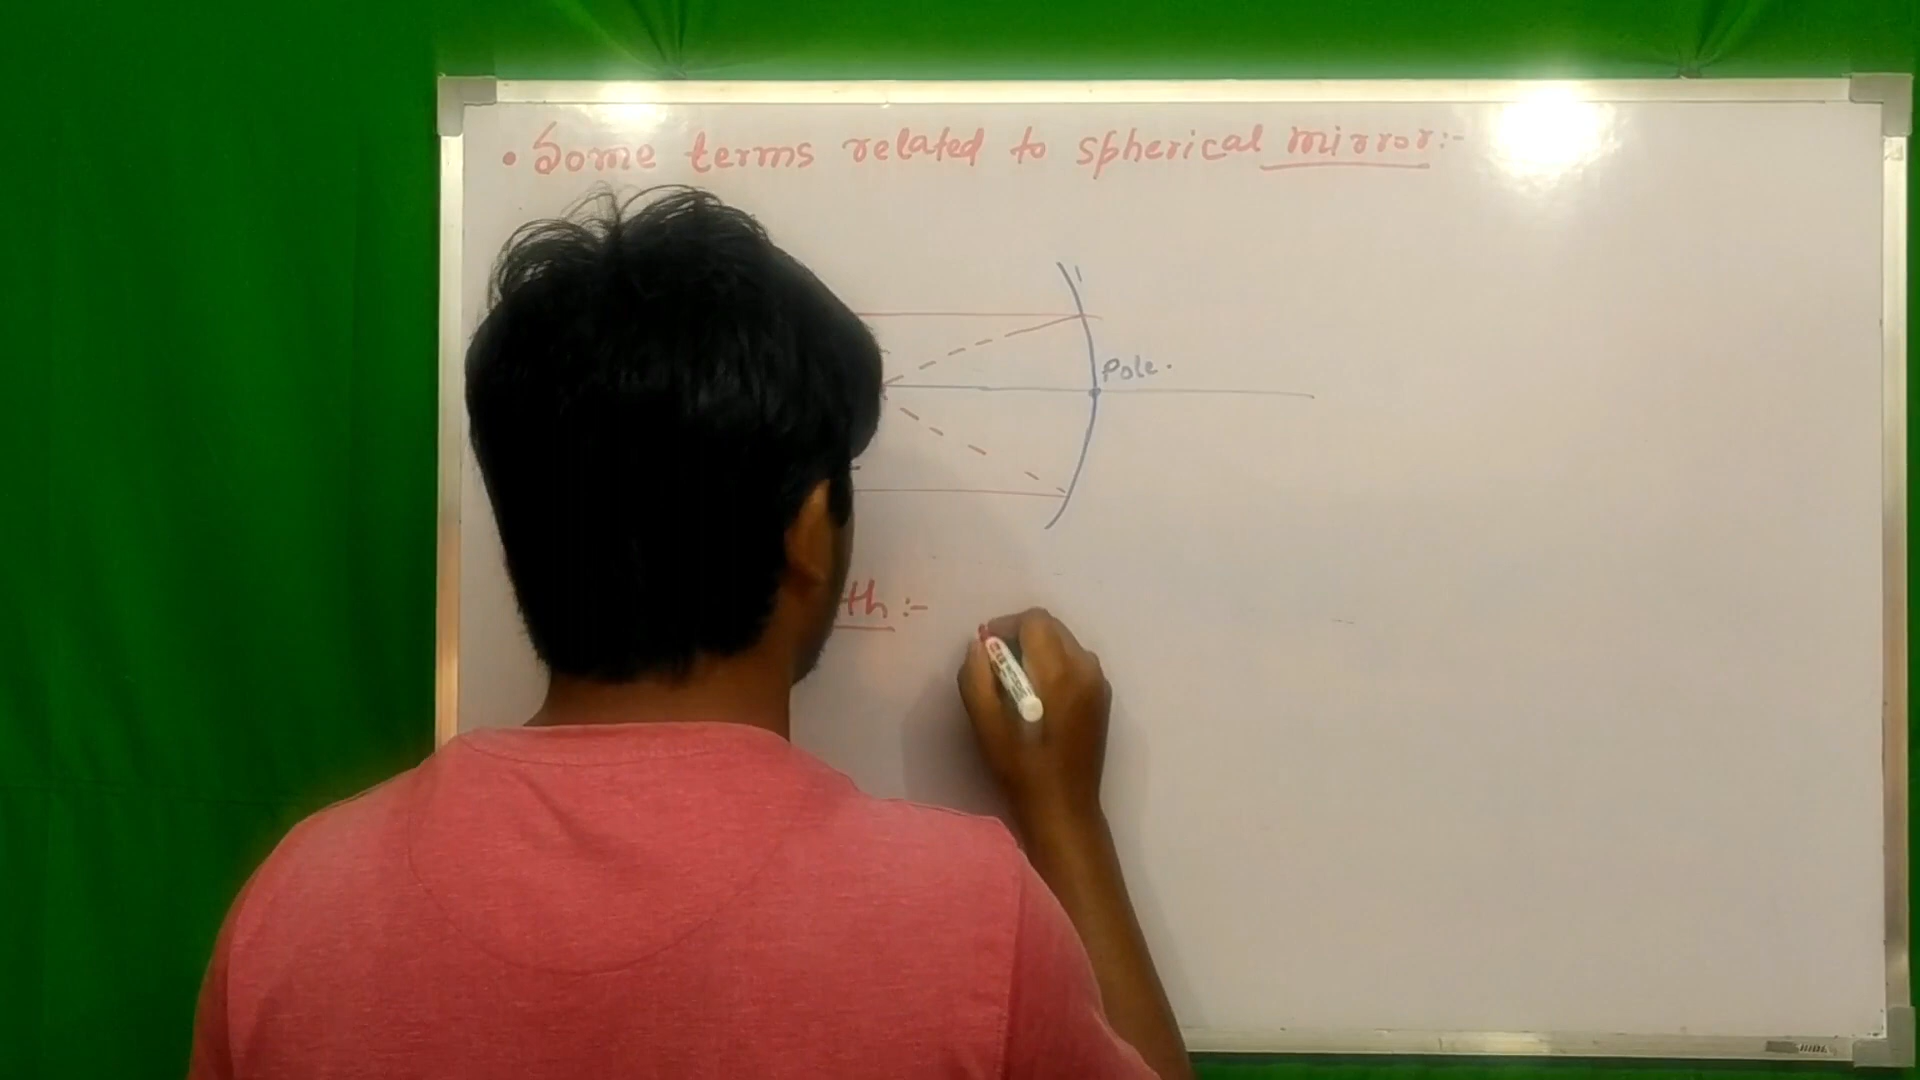 • Some terms related to spherical mirror:-
Pole.
th :-